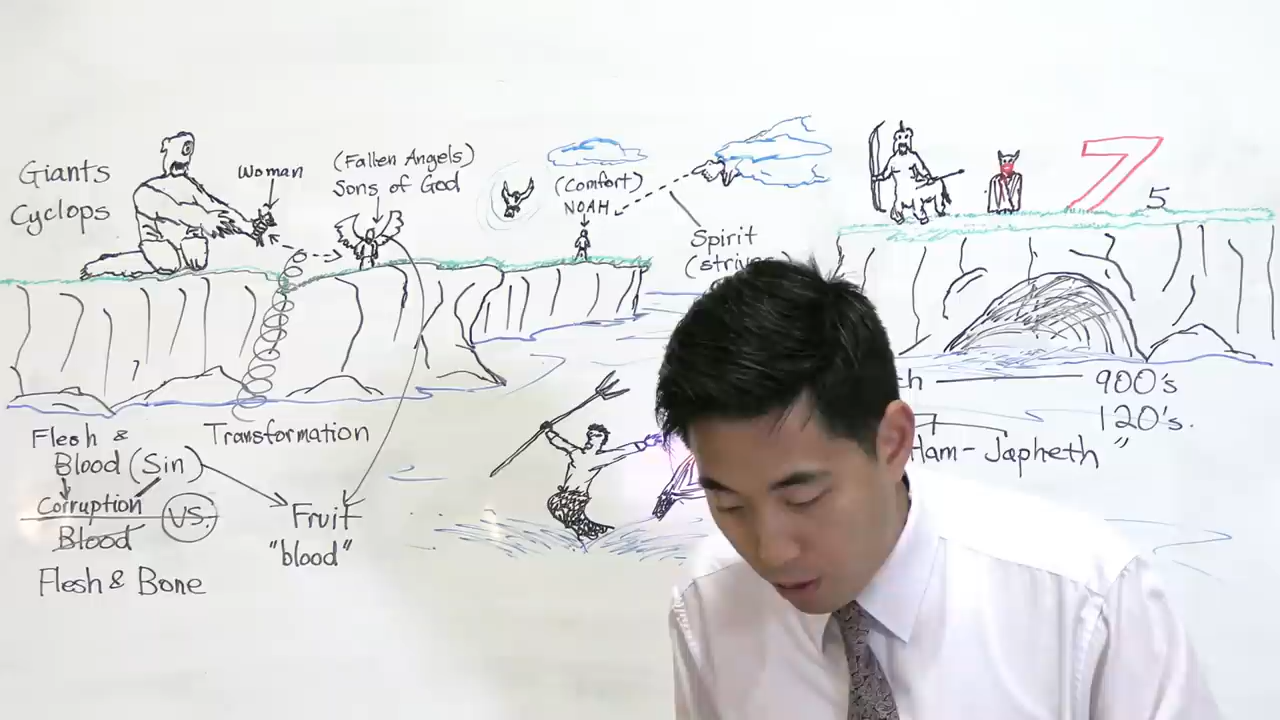 Giants
Cyclops
Woman
(Fallen Angels)
Sons of God
(Comfort)
NOAH
Spirit
7
5
Flesh &
Blood (Sin)
Corruption
Blood
VS.
Flesh & Bone
Transformation
Fruit
"blood"
900's
120's.
"
Ham - Japheth